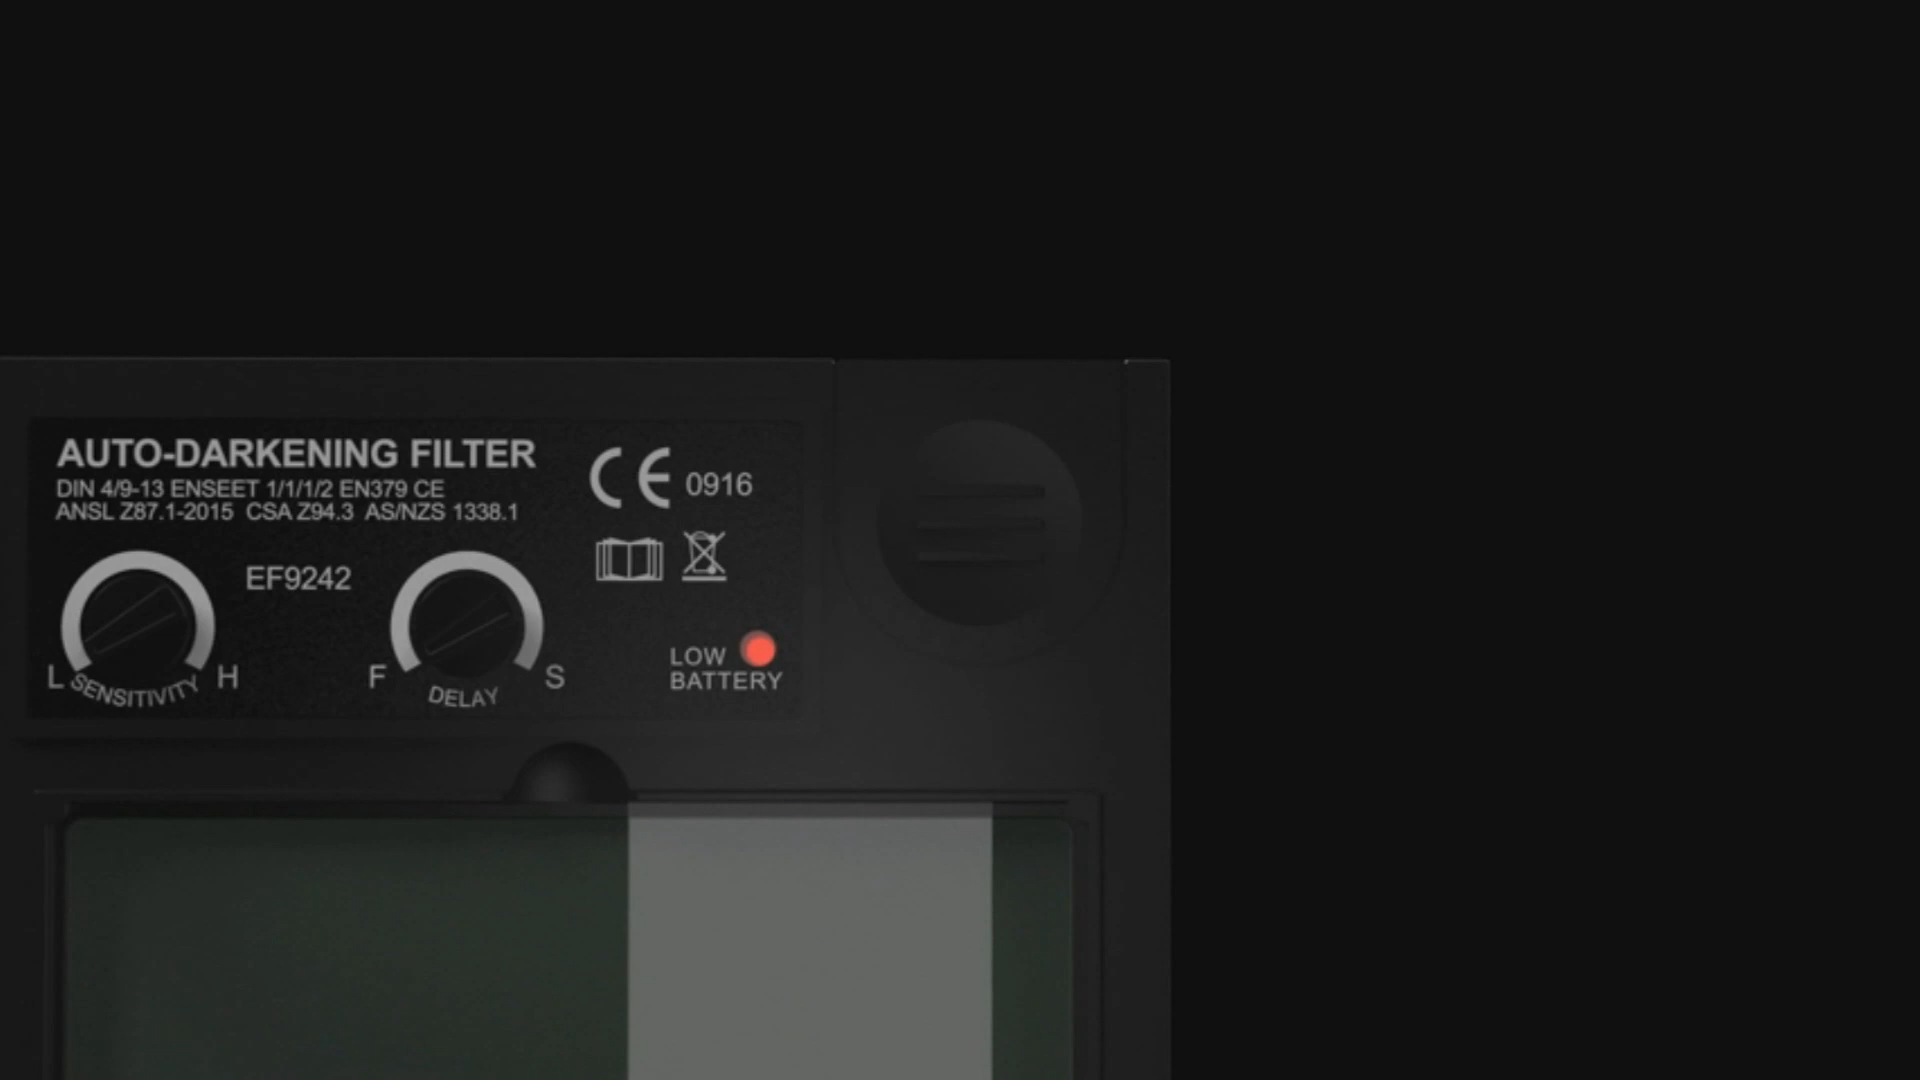 AUTO-DARKENING FILTER
DIN 4/9-13 ENSEET 1/1/1/2 EN379 CE
ANSL Z87.1-2015 CSA Z94.3 AS/NZS 1338.1
CE 0916
EF9242
L SENSITIVITY H
F DELAY S
LOW
BATTERY